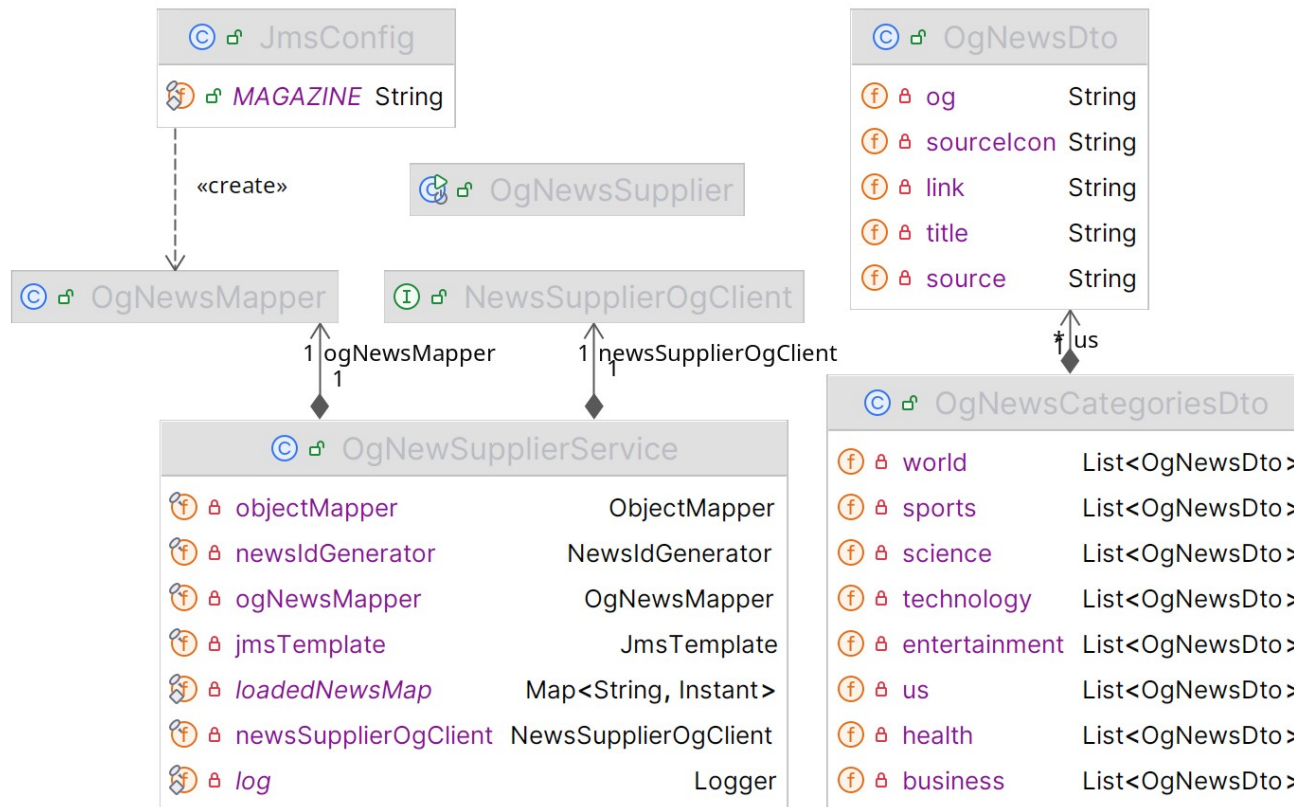 JmsConfig
MAGAZINE String
«create»
OgNewsSupplier
OgNewsMapper
NewsSupplierOgClient
1 ogNewsMapper
1
1 newsSupplierOgClient
1
OgNewSupplierService
objectMapper ObjectMapper
newsIdGenerator NewsIdGenerator
ogNewsMapper OgNewsMapper
jmsTemplate JmsTemplate
loadedNewsMap Map<String, Instant>
newsSupplierOgClient NewsSupplierOgClient
log Logger
OgNewsDto
og String
sourceIcon String
link String
title String
source String
* us
1
OgNewsCategoriesDto
world List<OgNewsDto>
sports List<OgNewsDto>
science List<OgNewsDto>
technology List<OgNewsDto>
entertainment List<OgNewsDto>
us List<OgNewsDto>
health List<OgNewsDto>
business List<OgNewsDto>